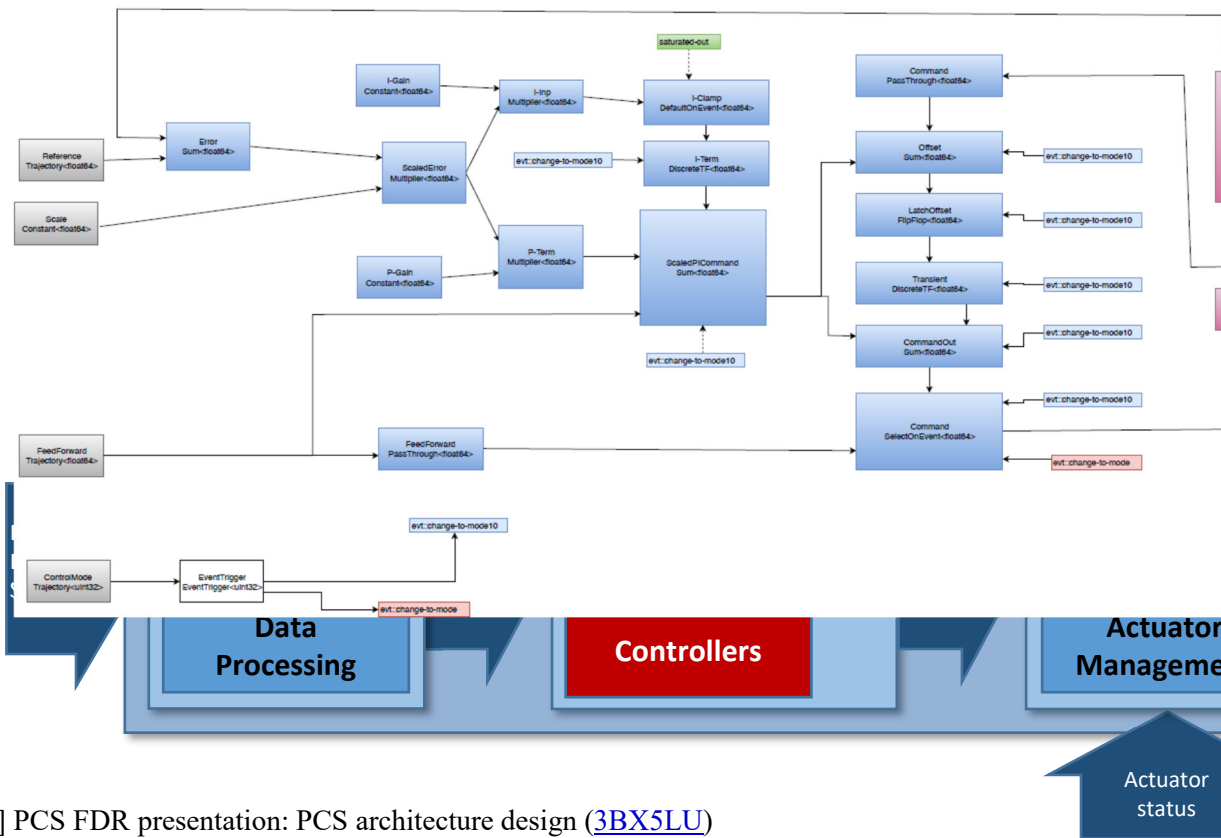 saturated-out
I-Gain
Constant<float64>
I-Inp
Multiplier<float64>
I-Clamp
DefaultOnEvent<float64>
Command
PassThrough<float64>
Error
Sum<float64>
Reference
Trajectory<float64>
ScaledError
Multiplier<float64>
evt::change-to-mode10
I-Term
DiscreteTF<float64>
Offset
Sum<float64>
evt::change-to-mode10
Scale
Constant<float64>
LatchOffset
FlipFlop<float64>
evt::change-to-mode10
P-Term
Multiplier<float64>
P-Gain
Constant<float64>
ScaledPICommand
Sum<float64>
Transient
DiscreteTF<float64>
evt::change-to-mode10
evt::change-to-mode10
CommandOut
Sum<float64>
evt::change-to-mode10
Command
SelectOnEvent<float64>
evt::change-to-mode10
evt::change-to-mode
FeedForward
Trajectory<float64>
FeedForward
PassThrough<float64>
evt::change-to-mode10
ControlMode
Trajectory<uint32>
EventTrigger
EventTrigger<uint32>
evt::change-to-mode
Data
Processing
Controllers
Actuator
Manageme
Actuator
status
] PCS FDR presentation: PCS architecture design (3BX5LU)